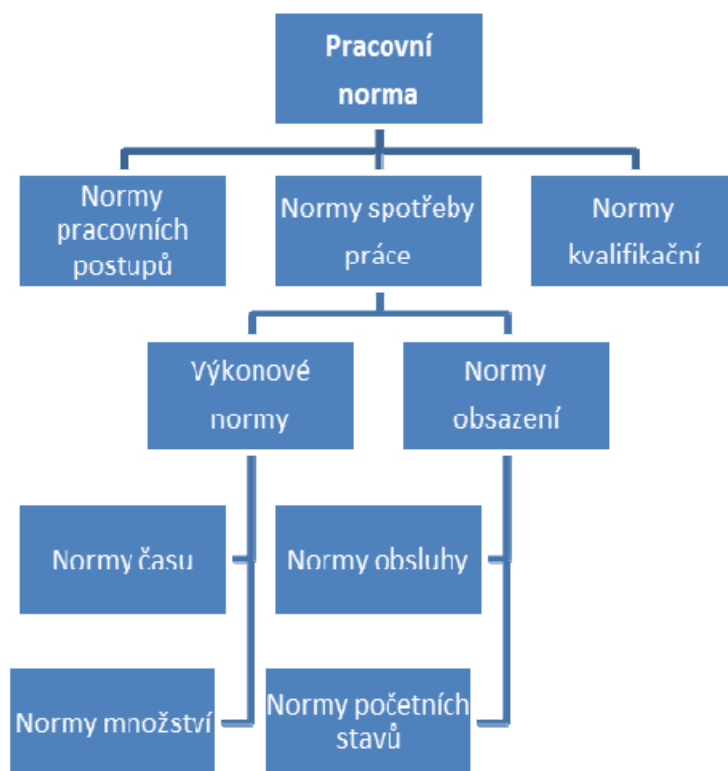 Pracovní
norma
Normy
pracovních
postupů
Normy spotřeby
práce
Normy
kvalifikační
Výkonové
normy
Normy
obsazení
Normy času
Normy obsluhy
Normy množství
Normy početních
stavů